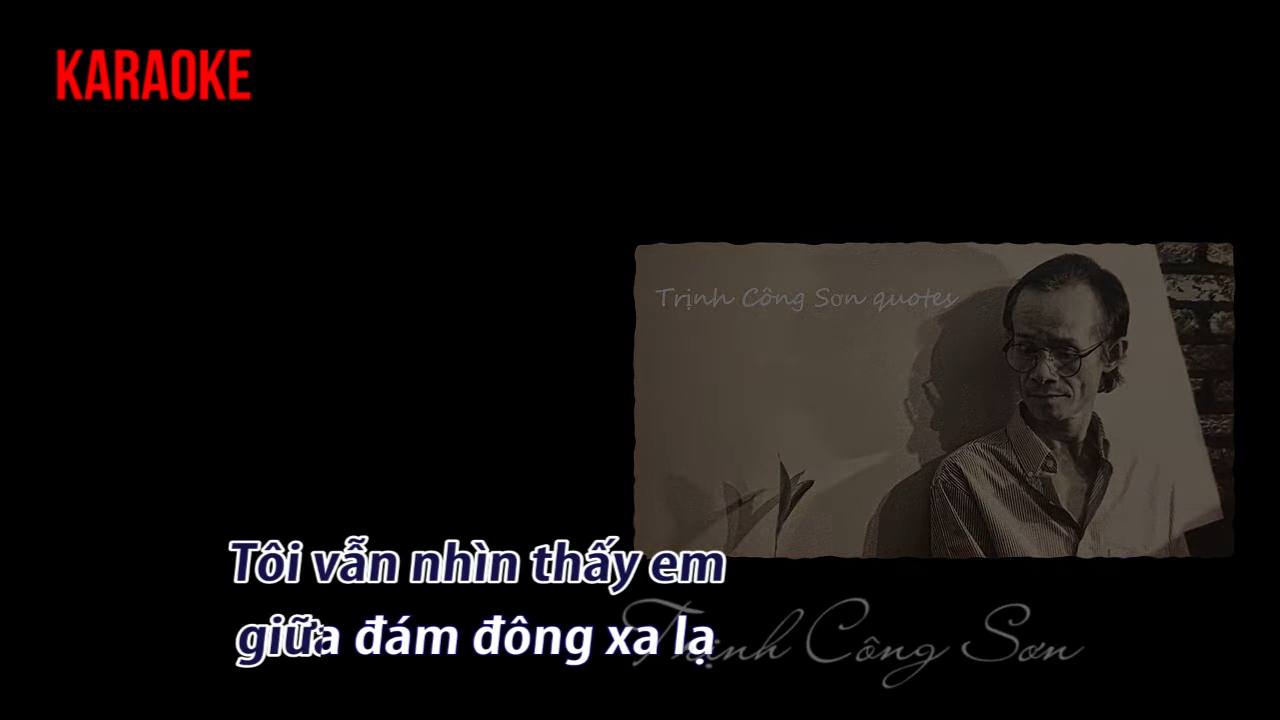 KARAOKE
Trịnh Công Sơn quotes
Tôi vẫn nhìn thấy em
giữa đám đông xa lạ
Trịnh Công Sơn